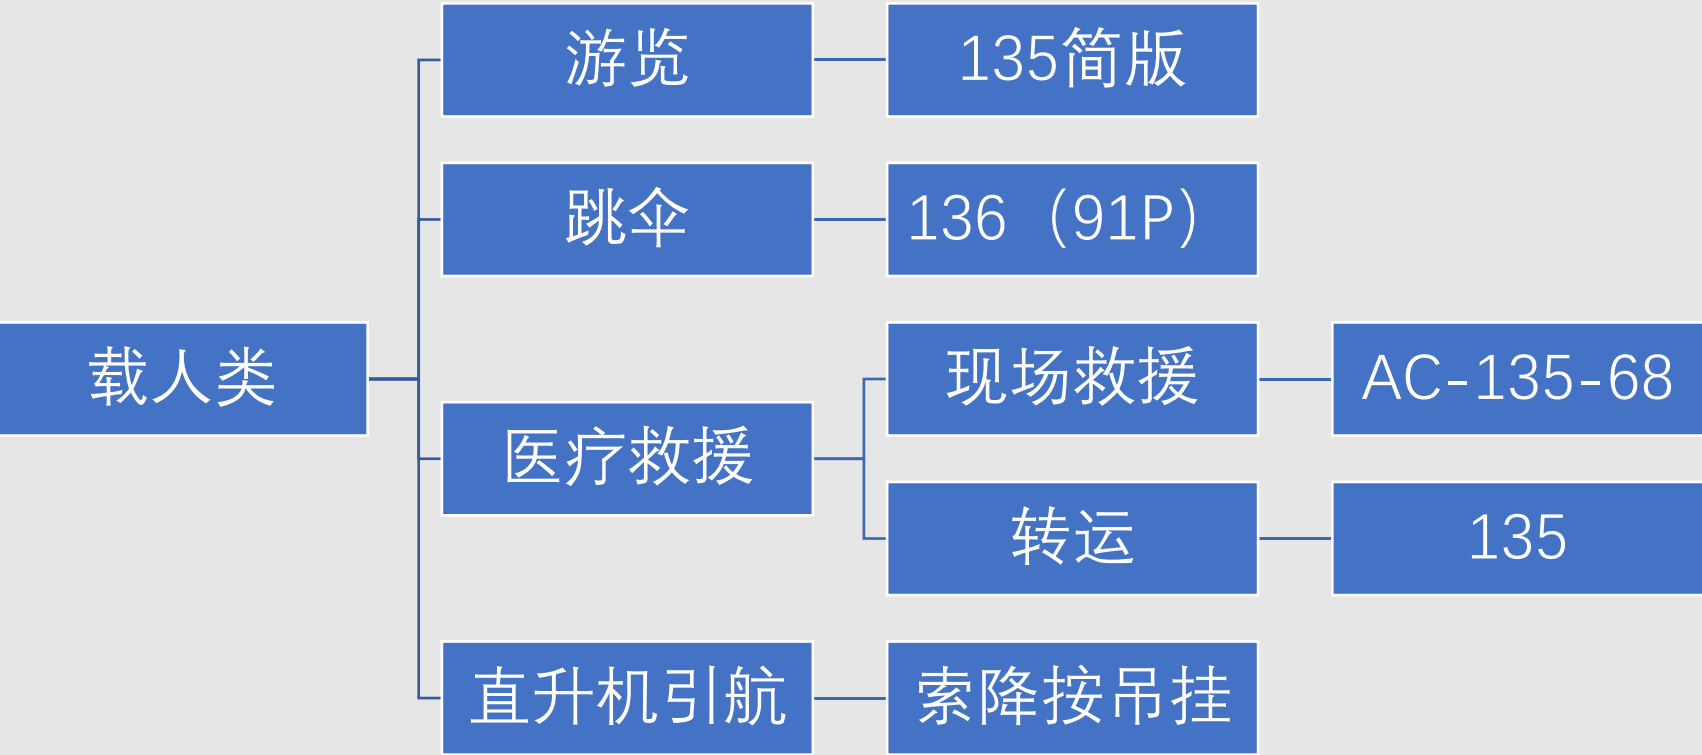 载人类
游览
135简版
跳伞
136（91P）
医疗救援
现场救援
AC-135-68
转运
135
直升机引航
索降按吊挂